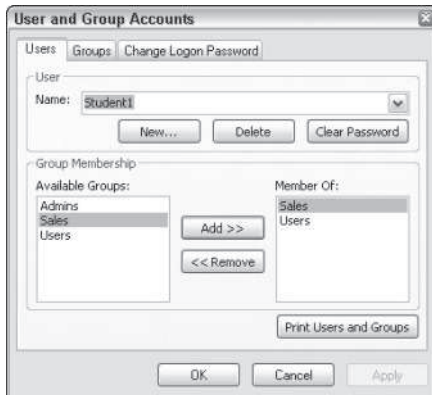 User and Group Accounts
Users Groups Change Logon Password
User
Name: Student1
New... Delete Clear Password
Group Membership
Available Groups: Member Of:
Admins
Sales
Users
Add >>
<< Remove
Sales
Users
Print Users and Groups
OK Cancel Apply